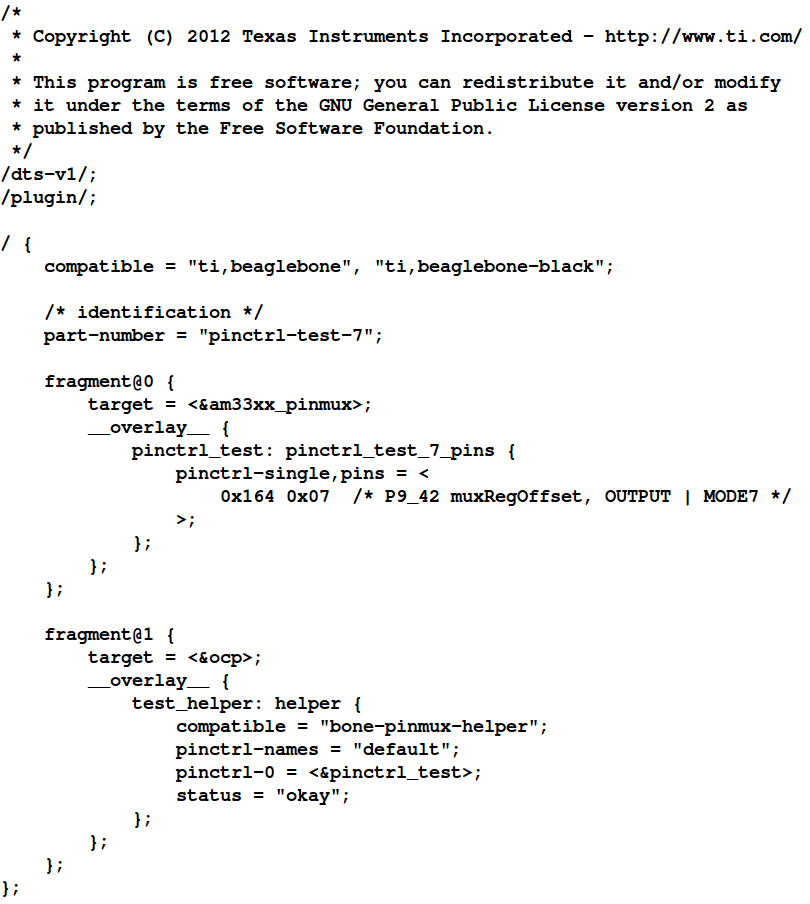 /*
 * Copyright (C) 2012 Texas Instruments Incorporated - http://www.ti.com/
 *
 * This program is free software; you can redistribute it and/or modify
 * it under the terms of the GNU General Public License version 2 as
 * published by the Free Software Foundation.
 */
/dts-v1/;
/plugin/;

/ {
    compatible = "ti,beaglebone", "ti,beaglebone-black";

    /* identification */
    part-number = "pinctrl-test-7";

    fragment@0 {
        target = <&am33xx_pinmux>;
        __overlay__ {
            pinctrl_test: pinctrl_test_7_pins {
                pinctrl-single,pins = <
                    0x164 0x07  /* P9_42 muxRegOffset, OUTPUT | MODE7 */
                >;
            };
        };
    };

    fragment@1 {
        target = <&ocp>;
        __overlay__ {
            test_helper: helper {
                compatible = "bone-pinmux-helper";
                pinctrl-names = "default";
                pinctrl-0 = <&pinctrl_test>;
                status = "okay";
            };
        };
    };
};